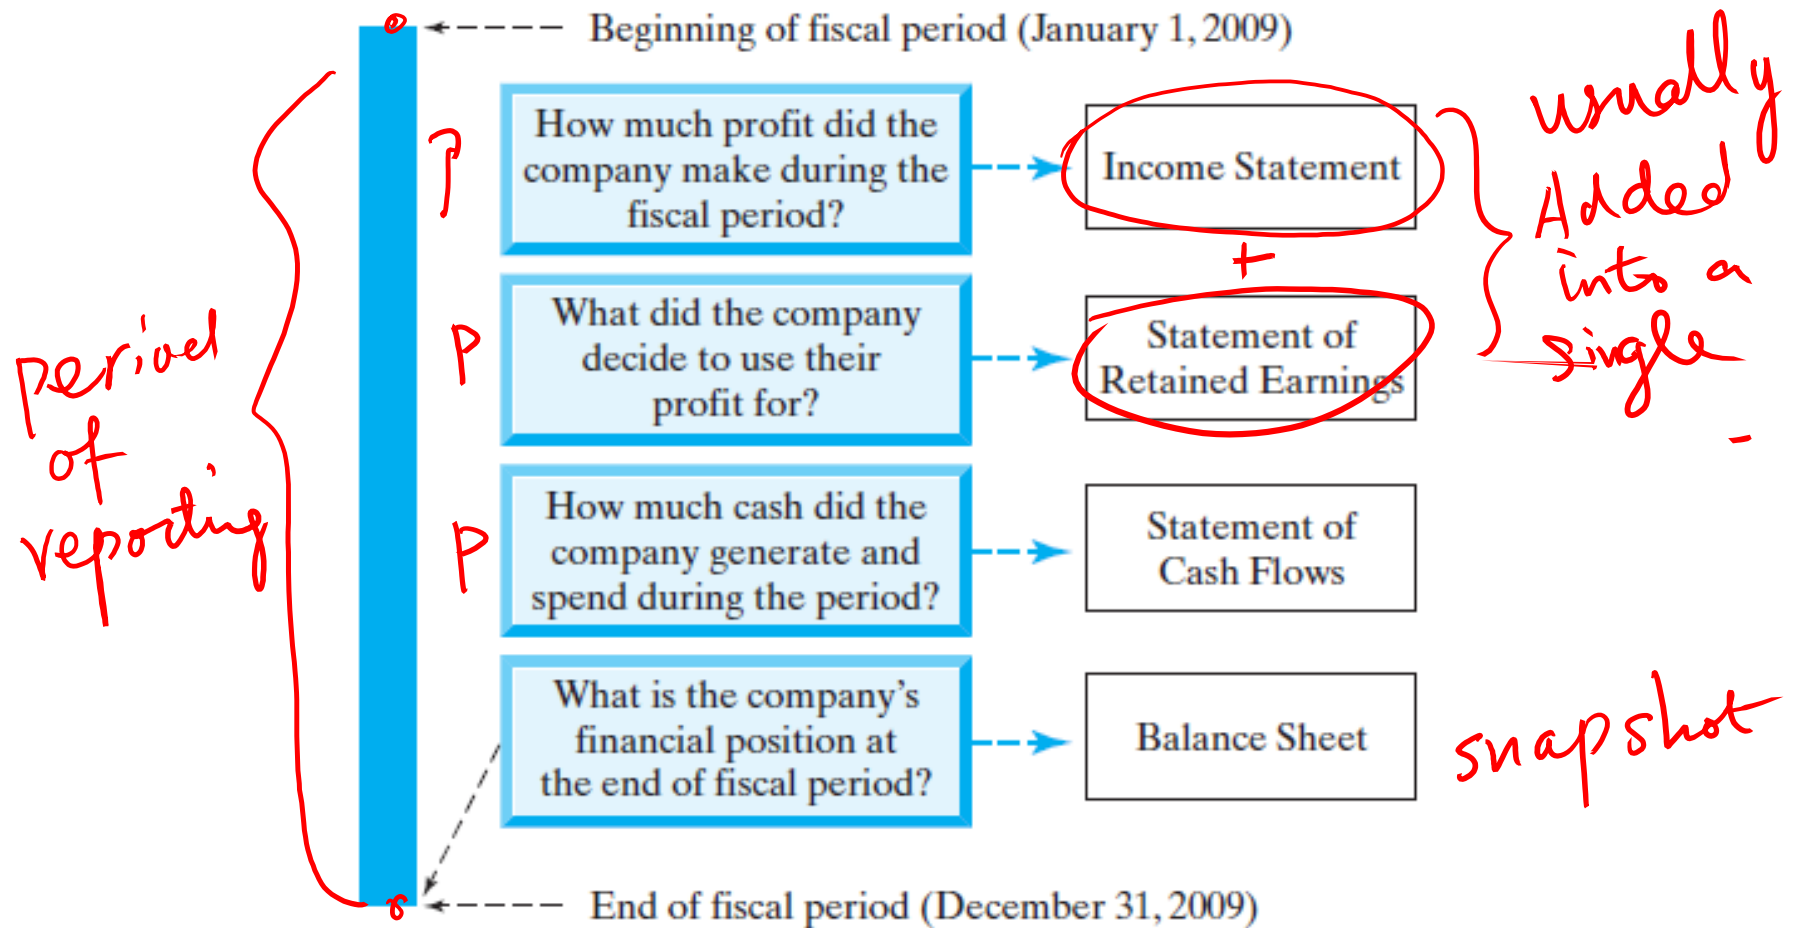 Beginning of fiscal period (January 1, 2009)
How much profit did the
company make during the
fiscal period?
P
Income Statement
+
usually
Added
into a
single
What did the company
decide to use their
profit for?
P
Statement of
Retained Earnings
period
of
reporting
How much cash did the
company generate and
spend during the period?
P
Statement of
Cash Flows
What is the company's
financial position at
the end of fiscal period?
Balance Sheet
snapshot
End of fiscal period (December 31, 2009)